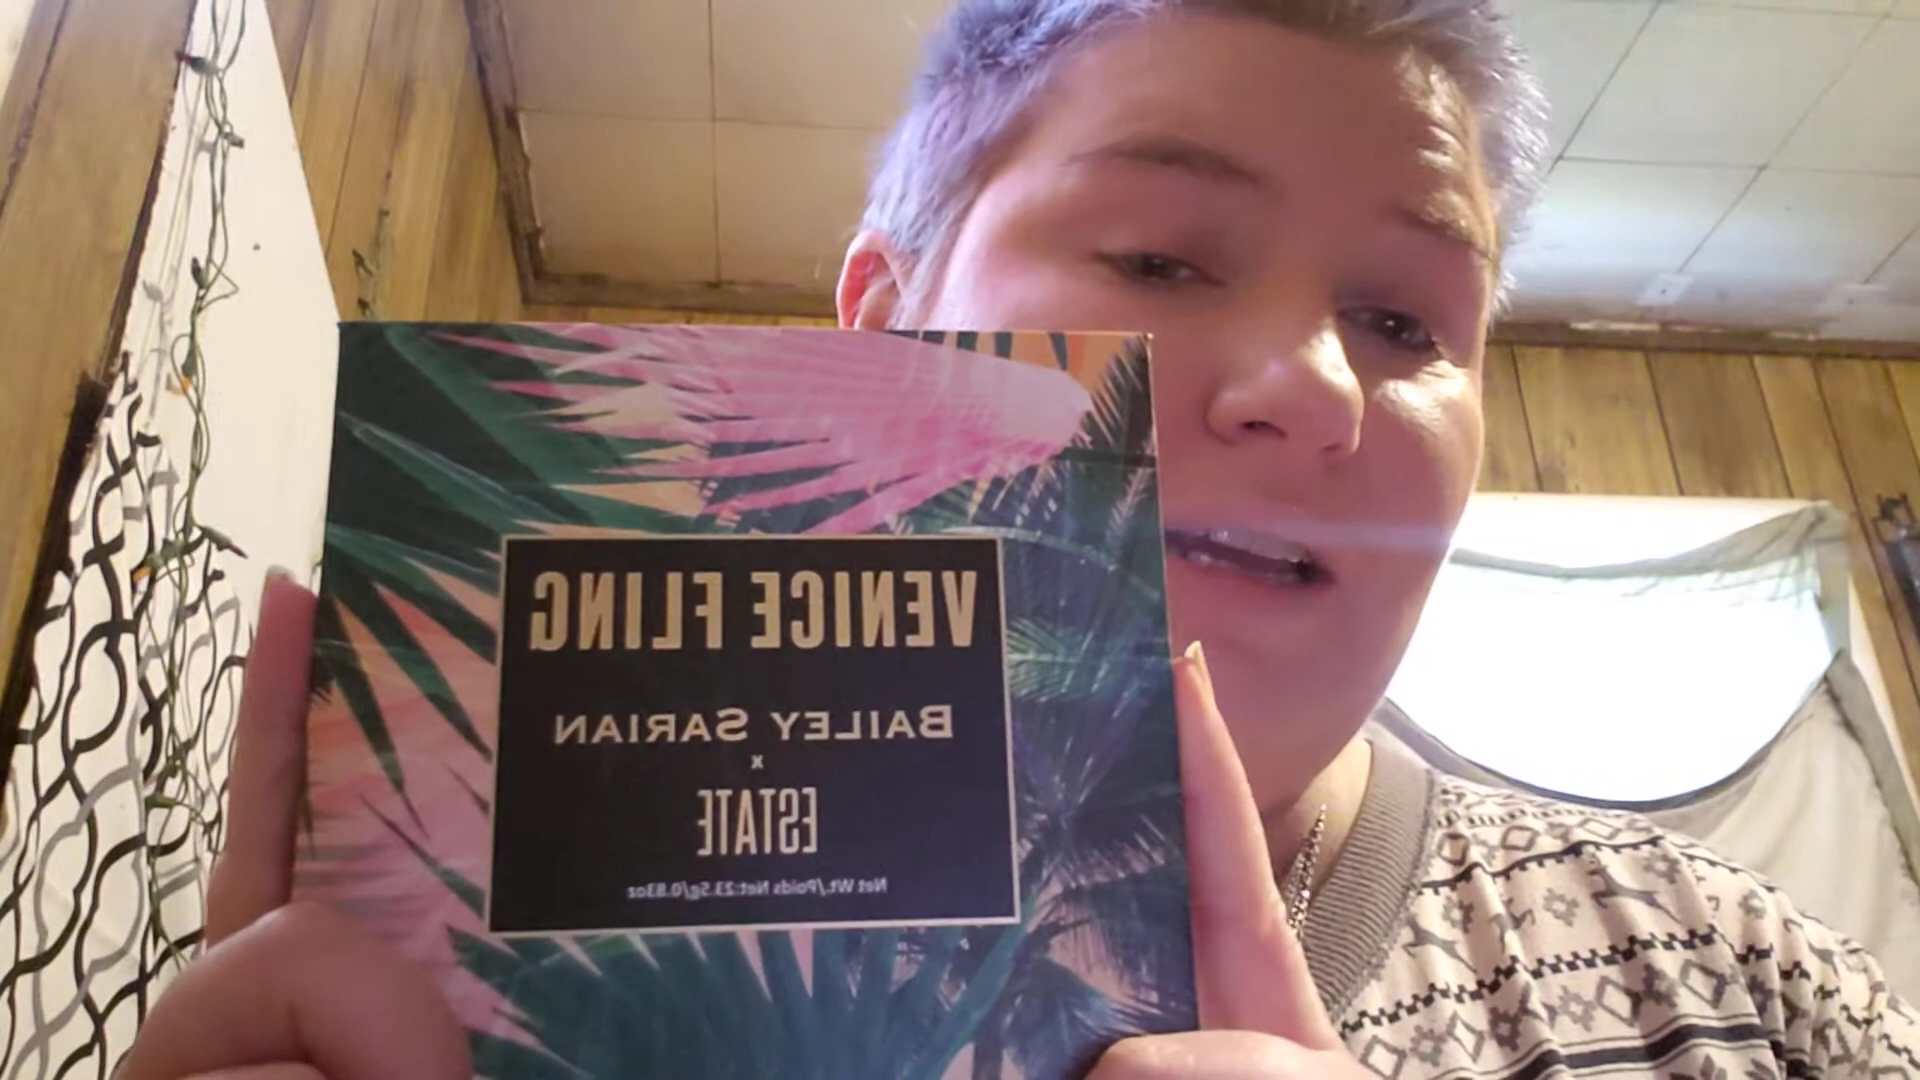 VENICE FLING
BAILEY SARIAN
x
ESTATE
Net Wt./Poids Net:23.5g/0.83oz